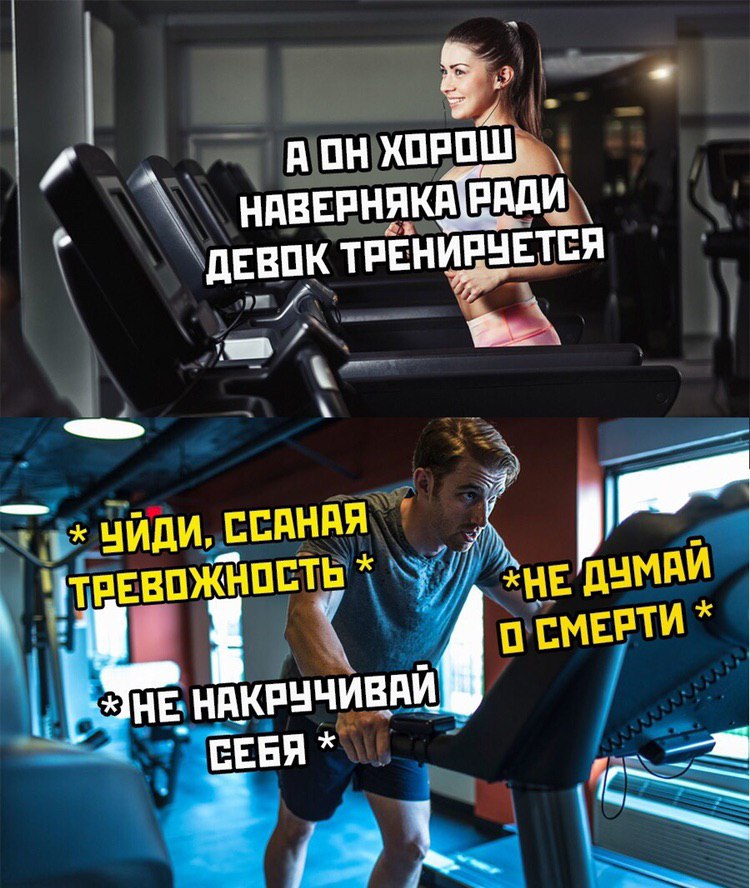 А ОН ХОРОШ
НАВЕРНЯКА РАДИ
ДЕВОК ТРЕНИРУЕТСЯ
* УЙДИ, ССАНАЯ
ТРЕВОЖНОСТЬ *
*НЕ ДУМАЙ
О СМЕРТИ *
* НЕ НАКРУЧИВАЙ
СЕБЯ *